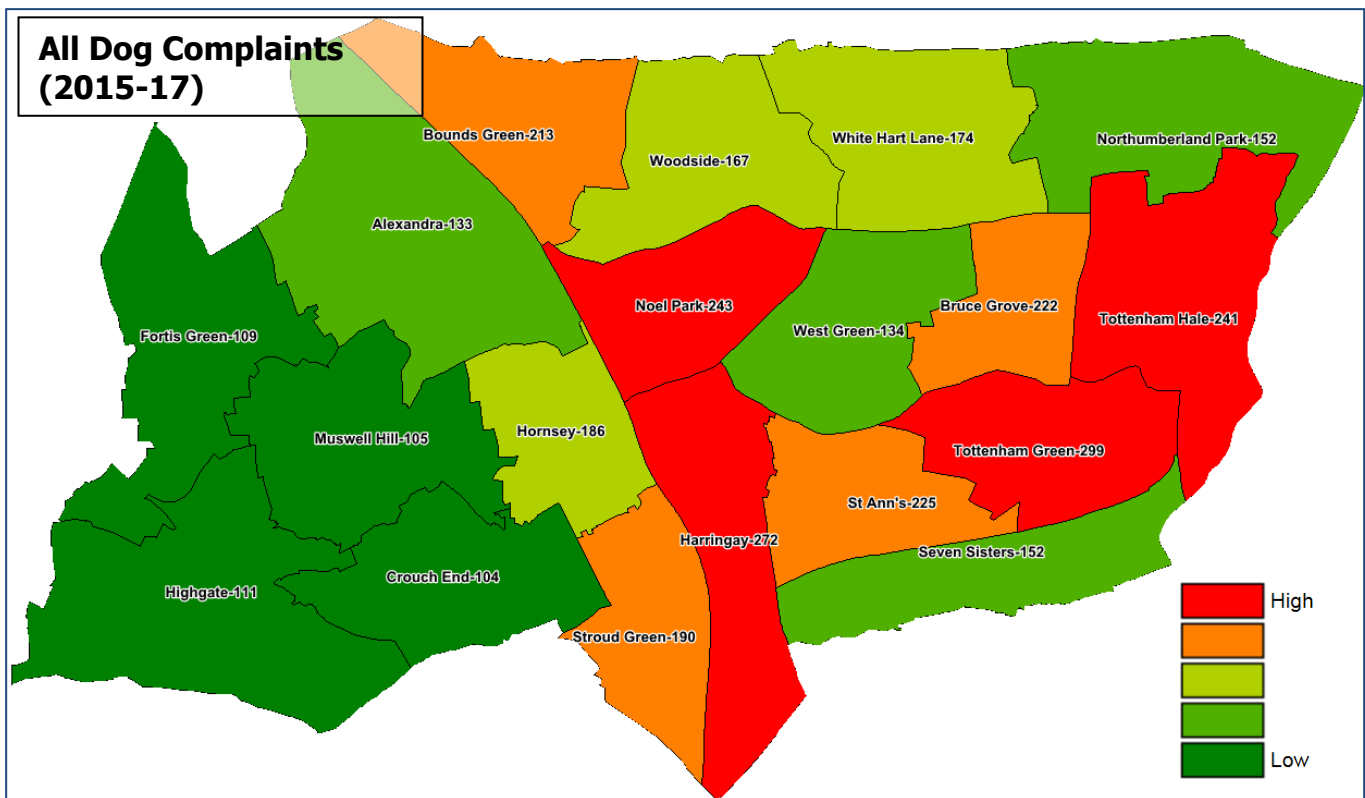 All Dog Complaints
(2015-17)
Bounds Green-213
White Hart Lane-174
Northumberland Park-152
Woodside-167
Alexandra-133
Noel Park-243
Bruce Grove-222
Tottenham Hale-241
West Green-134
Fortis Green-109
Hornsey-186
Muswell Hill-105
Tottenham Green-299
St Ann's-225
Harringay-272
Seven Sisters-152
Crouch End-104
Highgate-111
Stroud Green-190
High
Low